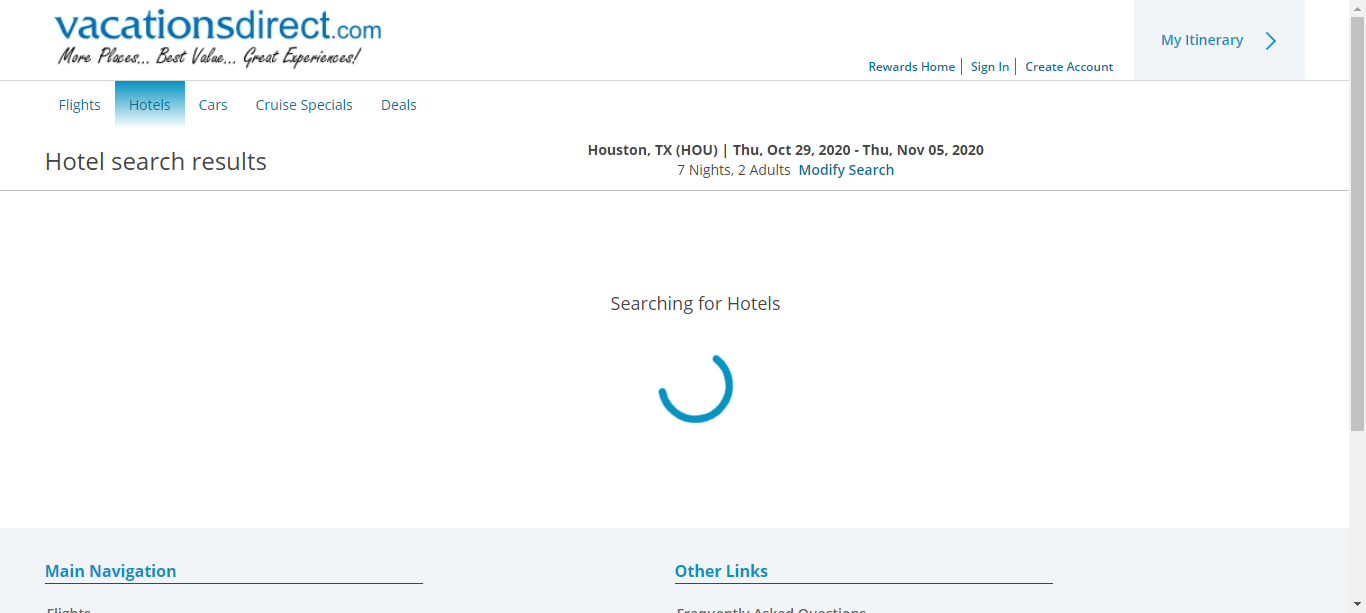 vacationsdirect.com
More Places... Best Value... Great Experiences!
Rewards Home
Sign In
Create Account
My Itinerary
Flights
Hotels
Cars
Cruise Specials
Deals
Hotel search results
Houston, TX (HOU) | Thu, Oct 29, 2020 - Thu, Nov 05, 2020
7 Nights, 2 Adults Modify Search
Searching for Hotels
Main Navigation
Other Links
Flights
Frequently Asked Questions